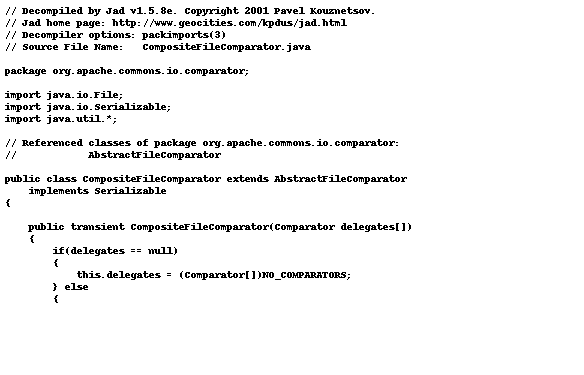 // Decompiled by Jad v1.5.8e. Copyright 2001 Pavel Kouznetsov.
// Jad home page: http://www.geocities.com/kpdus/jad.html
// Decompiler options: packimports(3)
// Source File Name:   CompositeFileComparator.java

package org.apache.commons.io.comparator;

import java.io.File;
import java.io.Serializable;
import java.util.*;

// Referenced classes of package org.apache.commons.io.comparator:
//            AbstractFileComparator

public class CompositeFileComparator extends AbstractFileComparator
    implements Serializable
{

    public transient CompositeFileComparator(Comparator delegates[])
    {
        if(delegates == null)
        {
            this.delegates = (Comparator[])NO_COMPARATORS;
        } else
        {